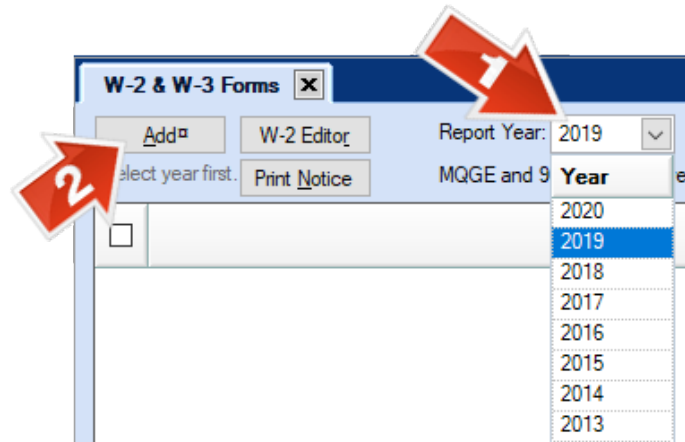 1
W-2 & W-3 Forms
Add¤ W-2 Editor Report Year: 2019
2
elect year first. Print Notice MQGE and 9
Year
2020
2019
2018
2017
2016
2015
2014
2013